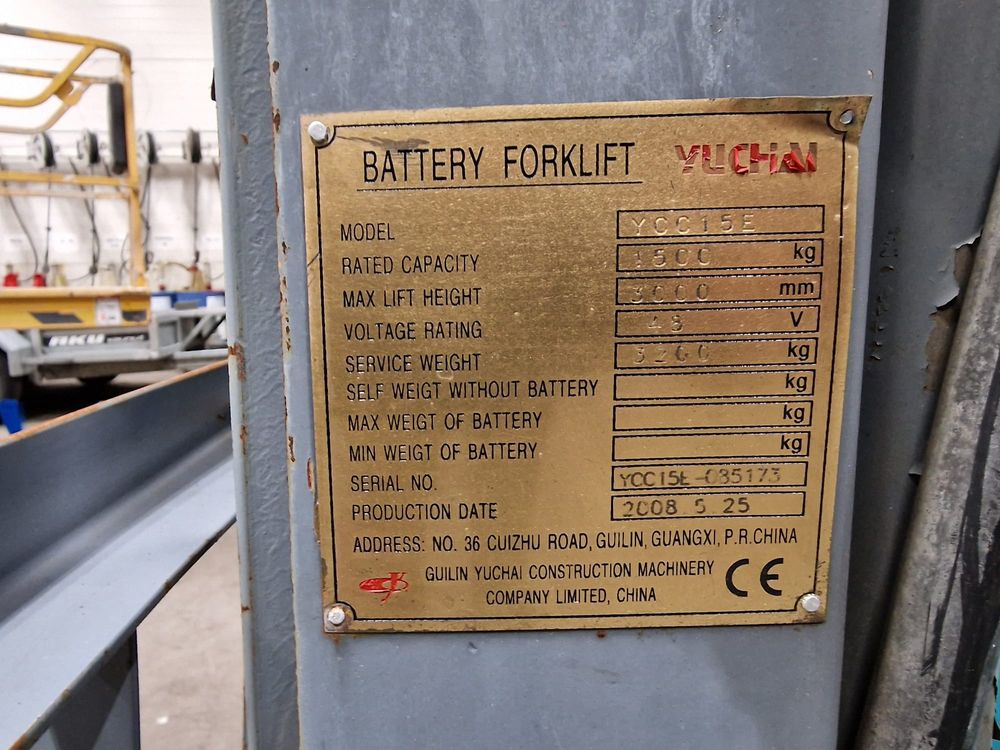 BATTERY FORKLIFT YUCHAI
MODEL YCC15E
RATED CAPACITY 1500 kg
MAX LIFT HEIGHT 3000 mm
VOLTAGE RATING 48 V
SERVICE WEIGHT 3200 kg
SELF WEIGT WITHOUT BATTERY kg
MAX WEIGT OF BATTERY kg
MIN WEIGT OF BATTERY kg
SERIAL NO. YCC15E-085173
PRODUCTION DATE 2008 5 25
ADDRESS: NO. 36 CUIZHU ROAD, GUILIN, GUANGXI, P.R.CHINA
GUILIN YUCHAI CONSTRUCTION MACHINERY
COMPANY LIMITED, CHINA
CE